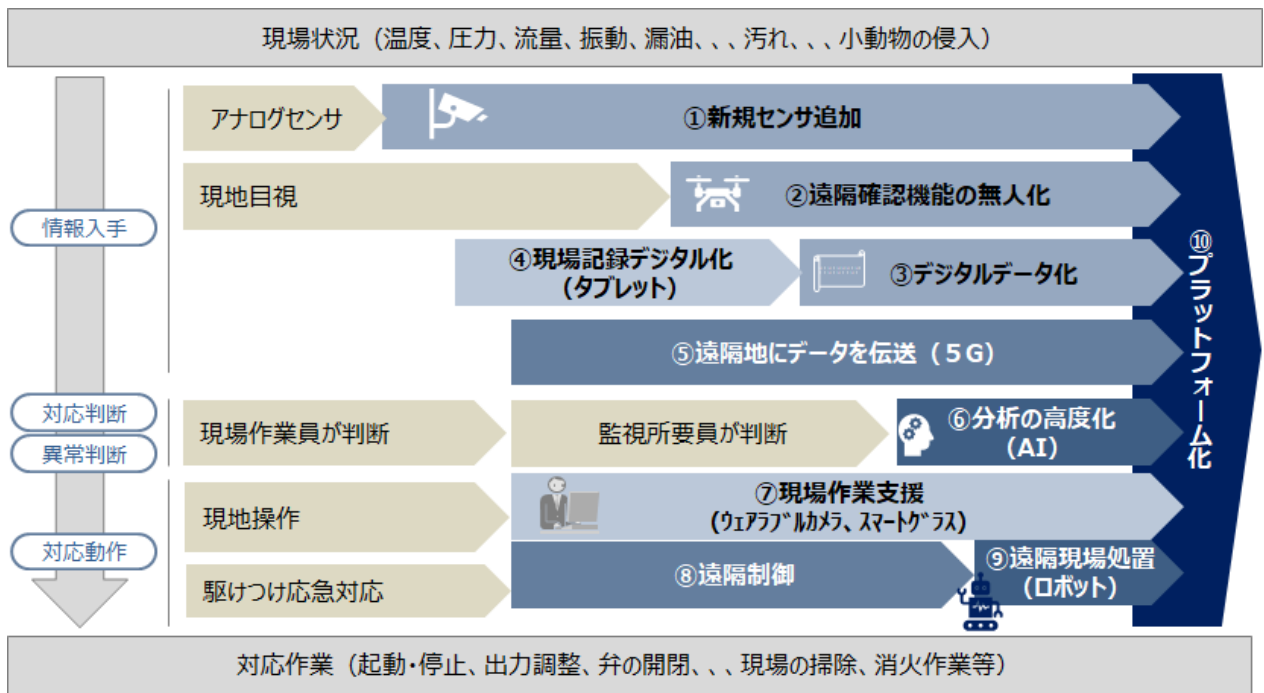 現場状況（温度、圧力、流量、振動、漏油、、、汚れ、、、小動物の侵入）
アナログセンサ
①新規センサ追加
現地目視
②遠隔確認機能の無人化
情報入手
④現場記録デジタル化
（タブレット）
③デジタルデータ化
⑤遠隔地にデータを伝送（５G）
対応判断
異常判断
現場作業員が判断
監視所要員が判断
⑥分析の高度化
（AI）
現地操作
⑦現場作業支援
(ｳｪｱﾗﾌﾞﾙカメラ、スマートｸﾞﾗｽ)
対応動作
駆けつけ応急対応
⑧遠隔制御
⑨遠隔現場処置
(ロボット)
⑩プラットフォーム化
対応作業（起動・停止、出力調整、弁の開閉、、、現場の掃除、消火作業等）